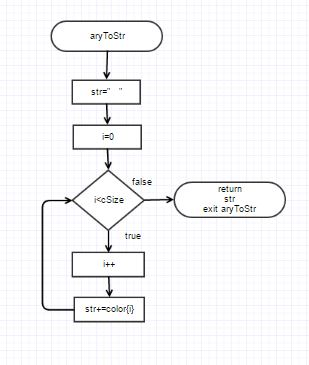 aryToStr
str="   "
i=0
i<cSize
false
return
str
exit aryToStr
true
i++
str+=color{i}